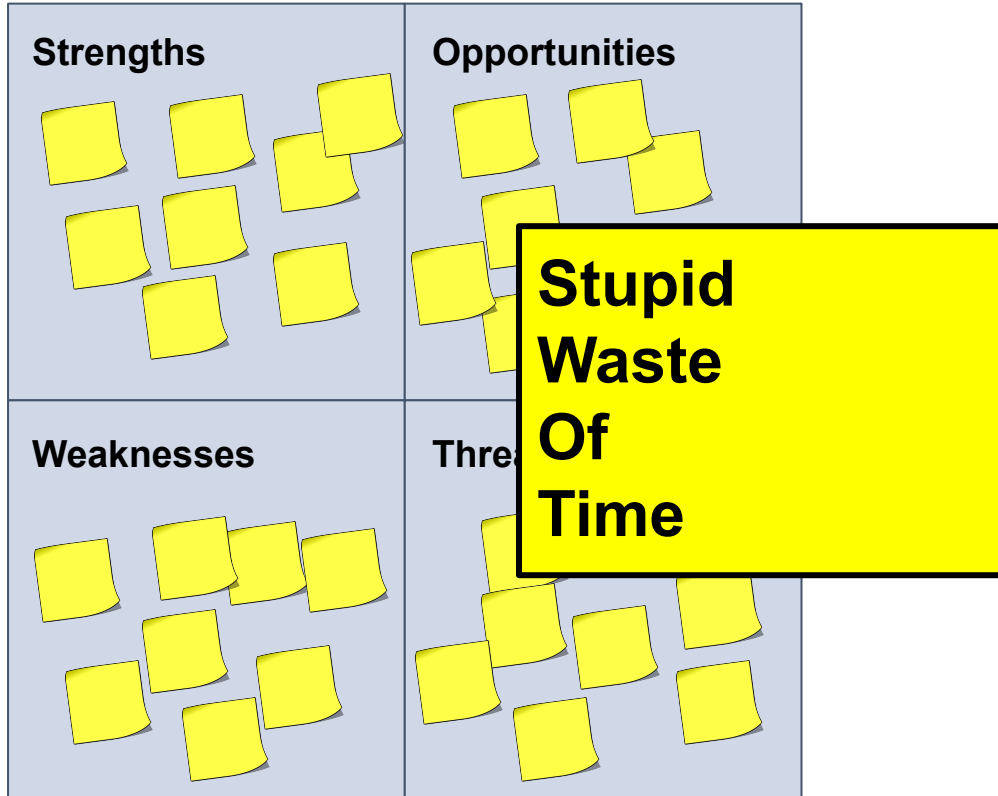 Strengths
Opportunities
Stupid
Waste
Of
Time
Weaknesses
Threa